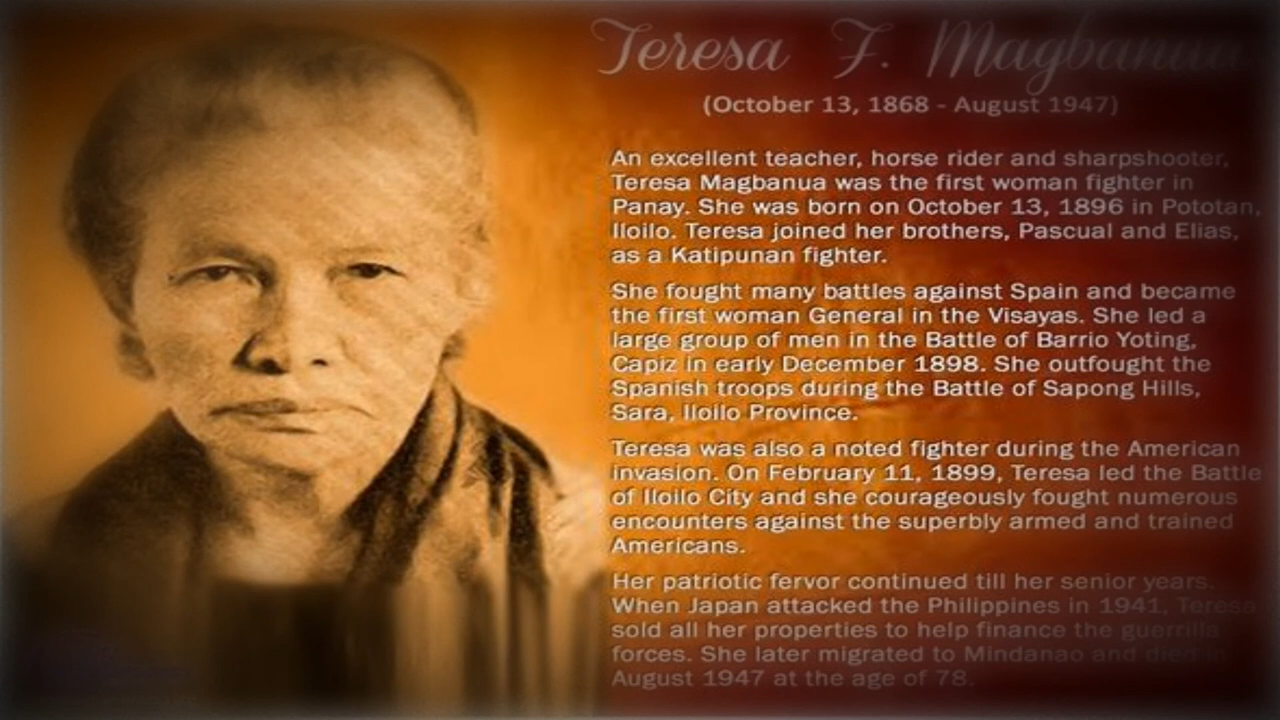 Teresa F. Magbanua
(October 13, 1868 - August 1947)
An excellent teacher, horse rider and sharpshooter,
Teresa Magbanua was the first woman fighter in
Panay. She was born on October 13, 1896 in Pototan,
Iloilo. Teresa joined her brothers, Pascual and Elias,
as a Katipunan fighter.
She fought many battles against Spain and became
the first woman General in the Visayas. She led a
large group of men in the Battle of Barrio Yoting,
Capiz in early December 1898. She outfought the
Spanish troops during the Battle of Sapong Hills,
Sara, Iloilo Province.
Teresa was also a noted fighter during the American
invasion. On February 11, 1899, Teresa led the Battle
of Iloilo City and she courageously fought numerous
encounters against the superbly armed and trained
Americans.
Her patriotic fervor continued till her senior years.
When Japan attacked the Philippines in 1941, Teresa
sold all her properties to help finance the guerrilla
forces. She later migrated to Mindanao and died in
August 1947 at the age of 78.